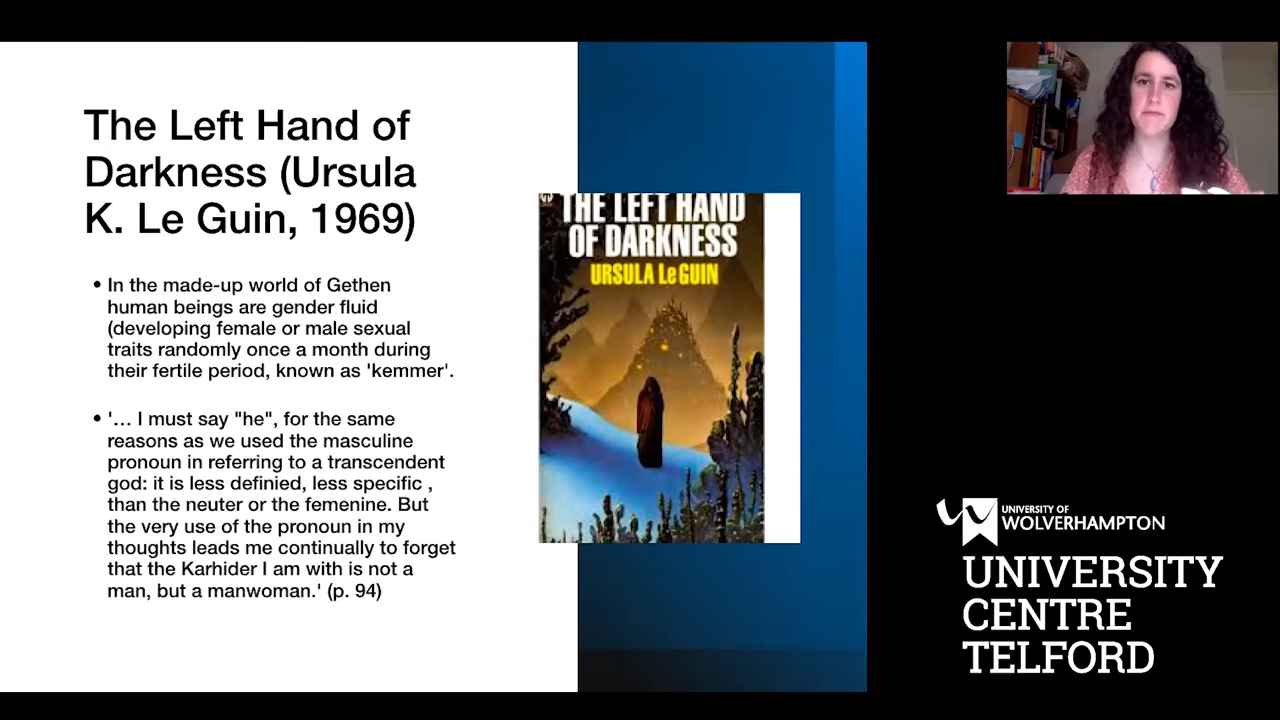 The Left Hand of
Darkness (Ursula
K. Le Guin, 1969)
• In the made-up world of Gethen
human beings are gender fluid
(developing female or male sexual
traits randomly once a month during
their fertile period, known as 'kemmer'.
• '... I must say "he", for the same
reasons as we used the masculine
pronoun in referring to a transcendent
god: it is less definied, less specific ,
than the neuter or the femenine. But
the very use of the pronoun in my
thoughts leads me continually to forget
that the Karhider I am with is not a
man, but a manwoman.' (p. 94)
THE LEFT HAND
OF DARKNESS
URSULA Le GUIN
UNIVERSITY OF
WOLVERHAMPTON
UNIVERSITY
CENTRE
TELFORD